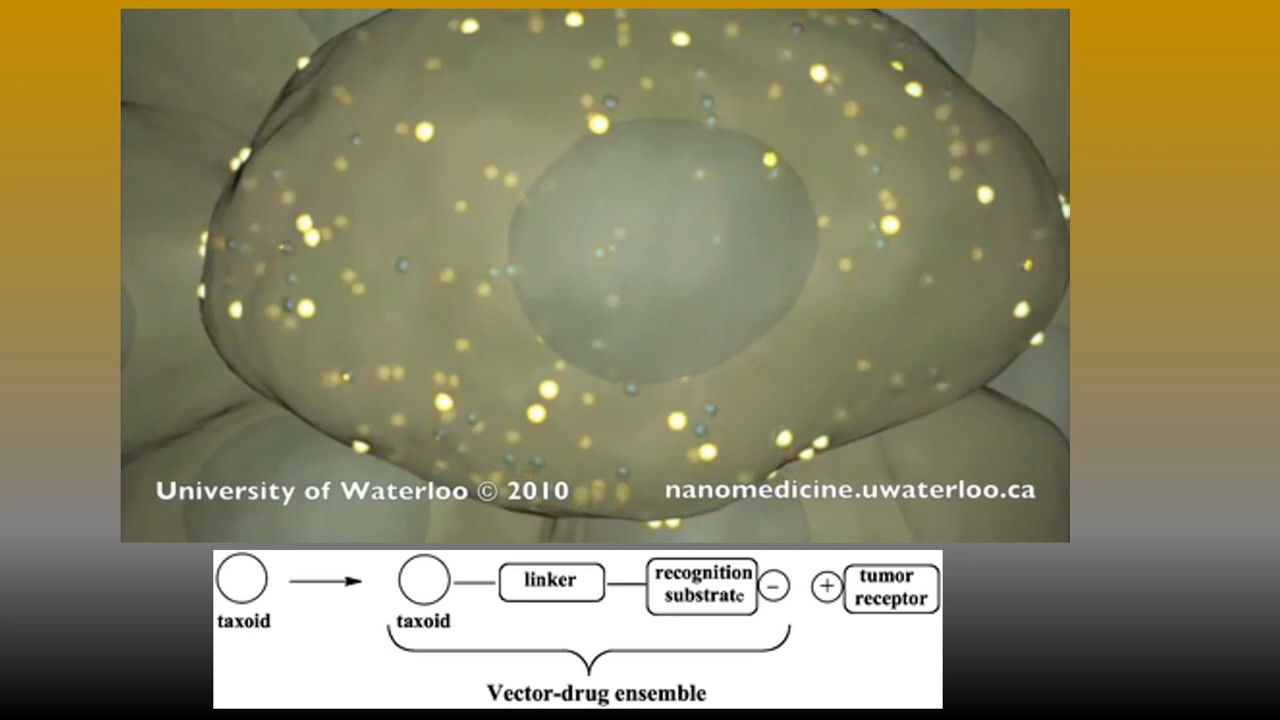 University of Waterloo © 2010
nanomedicine.uwaterloo.ca
taxoid
taxoid
linker
recognition
substrate
−
+
tumor
receptor
Vector-drug ensemble